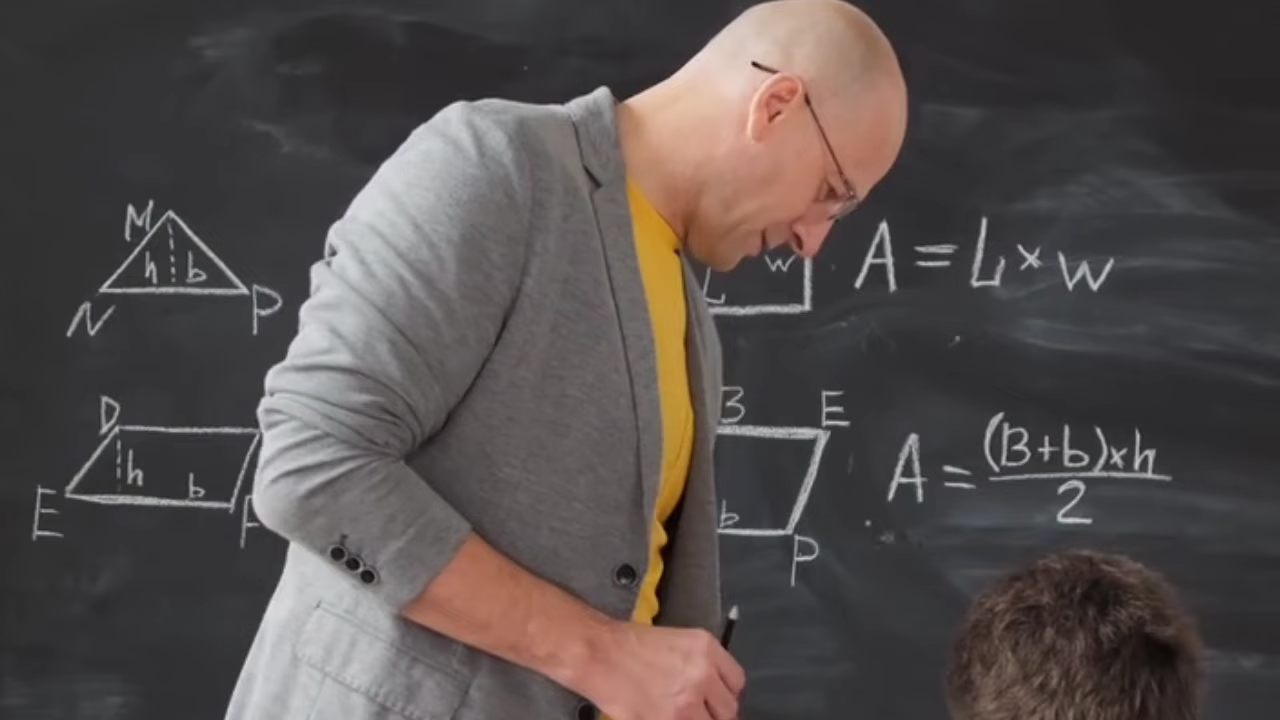 M
h b
N P
L w
A = L × w
D
h b
E
B E
b
P
A = (B+b)×h
2